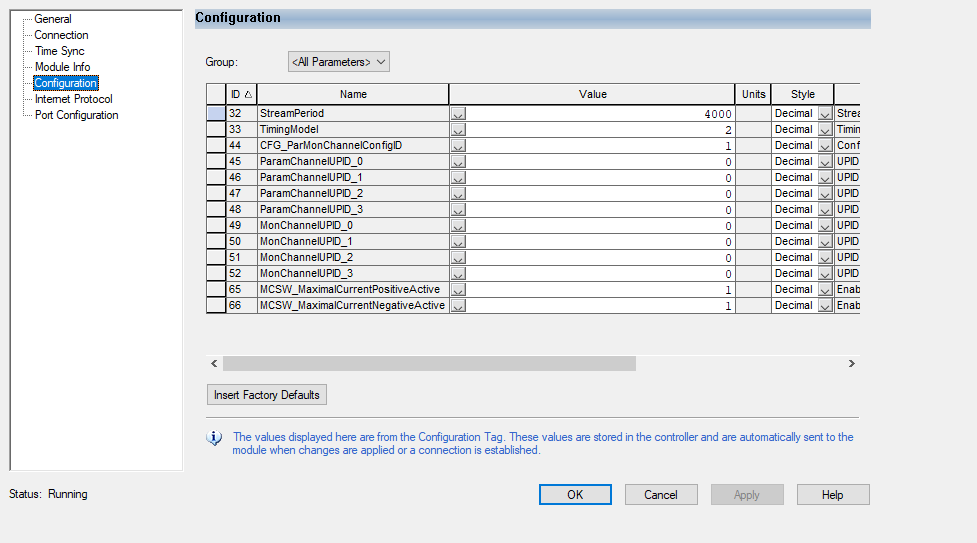 General
Connection
Time Sync
Module Info
Configuration
Internet Protocol
Port Configuration
Status: Running
Configuration
Group: <All Parameters>
ID Name Value Units Style
32 StreamPeriod 4000 Decimal Strea
33 TimingModel 2 Decimal Timin
44 CFG_ParMonChannelConfigID 1 Decimal Conf
45 ParamChannelUPID_0 0 Decimal UPID
46 ParamChannelUPID_1 0 Decimal UPID
47 ParamChannelUPID_2 0 Decimal UPID
48 ParamChannelUPID_3 0 Decimal UPID
49 MonChannelUPID_0 0 Decimal UPID
50 MonChannelUPID_1 0 Decimal UPID
51 MonChannelUPID_2 0 Decimal UPID
52 MonChannelUPID_3 0 Decimal UPID
65 MCSW_MaximalCurrentPositiveActive 1 Decimal Enab
66 MCSW_MaximalCurrentNegativeActive 1 Decimal Enab
Insert Factory Defaults
The values displayed here are from the Configuration Tag. These values are stored in the controller and are automatically sent to the
module when changes are applied or a connection is established.
OK Cancel Apply Help